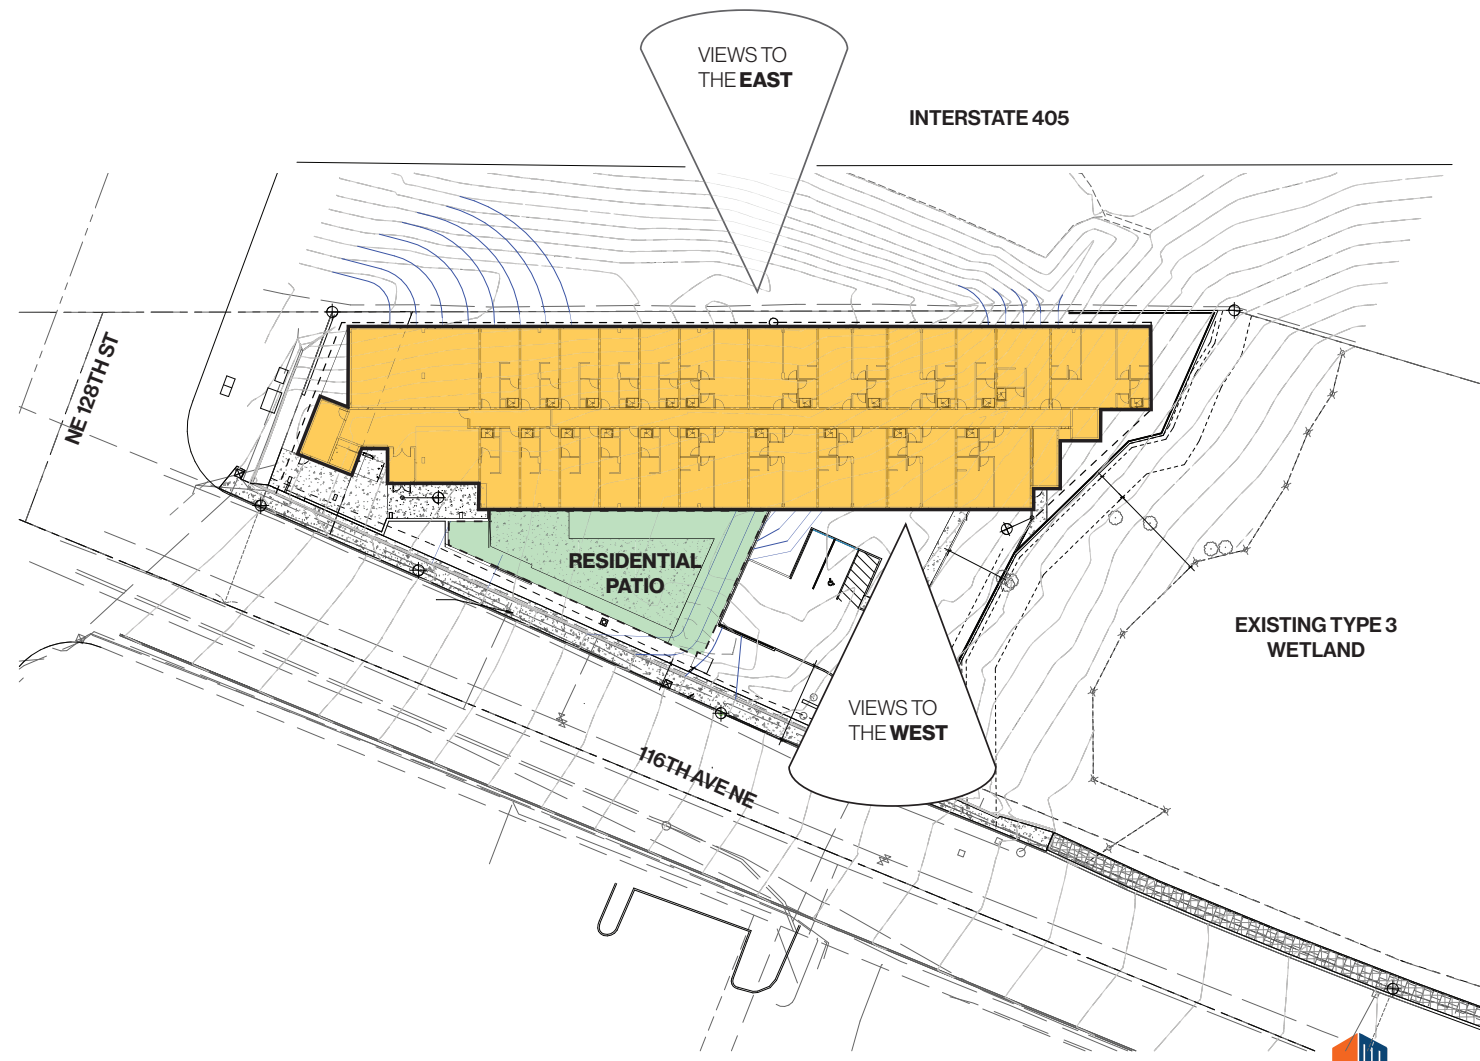 VIEWS TO
THE EAST
INTERSTATE 405
NE 128TH ST
RESIDENTIAL
PATIO
EXISTING TYPE 3
WETLAND
VIEWS TO
THE WEST
116TH AVE NE